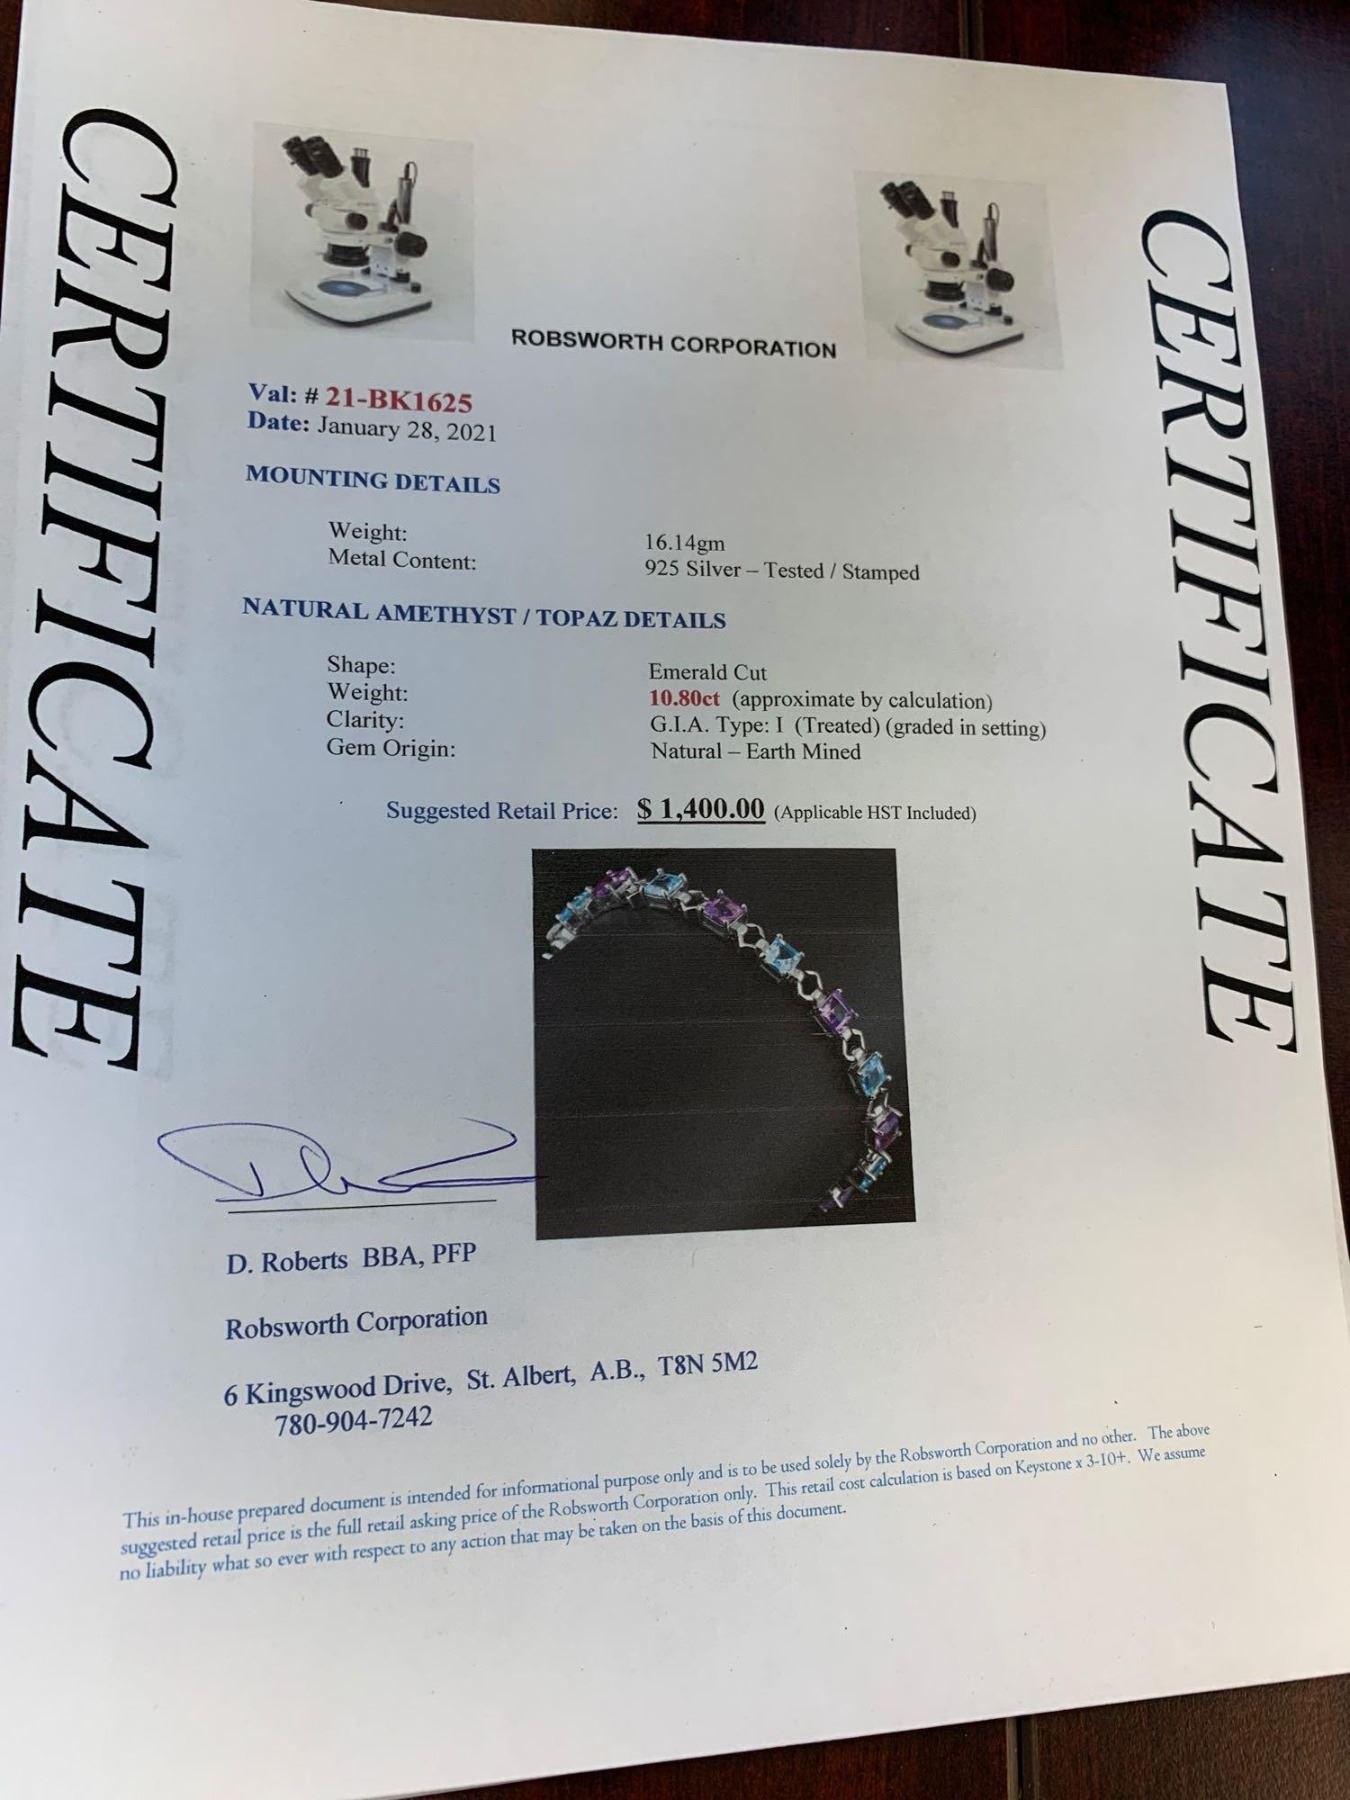 CERTIFICATE
CERTIFICATE
ROBSWORTH CORPORATION
Val: # 21-BK1625
Date: January 28, 2021
MOUNTING DETAILS
Weight: 16.14gm
Metal Content: 925 Silver – Tested / Stamped
NATURAL AMETHYST / TOPAZ DETAILS
Shape: Emerald Cut
Weight: 10.80ct (approximate by calculation)
Clarity: G.I.A. Type: I (Treated) (graded in setting)
Gem Origin: Natural – Earth Mined
Suggested Retail Price: $ 1,400.00 (Applicable HST Included)
D. Roberts BBA, PFP
Robsworth Corporation
6 Kingswood Drive, St. Albert, A.B., T8N 5M2
780-904-7242
This in-house prepared document is intended for informational purpose only and is to be used solely by the Robsworth Corporation and no other. The above
suggested retail price is the full retail asking price of the Robsworth Corporation only. This retail cost calculation is based on Keystone x 3-10+. We assume
no liability what so ever with respect to any action that may be taken on the basis of this document.